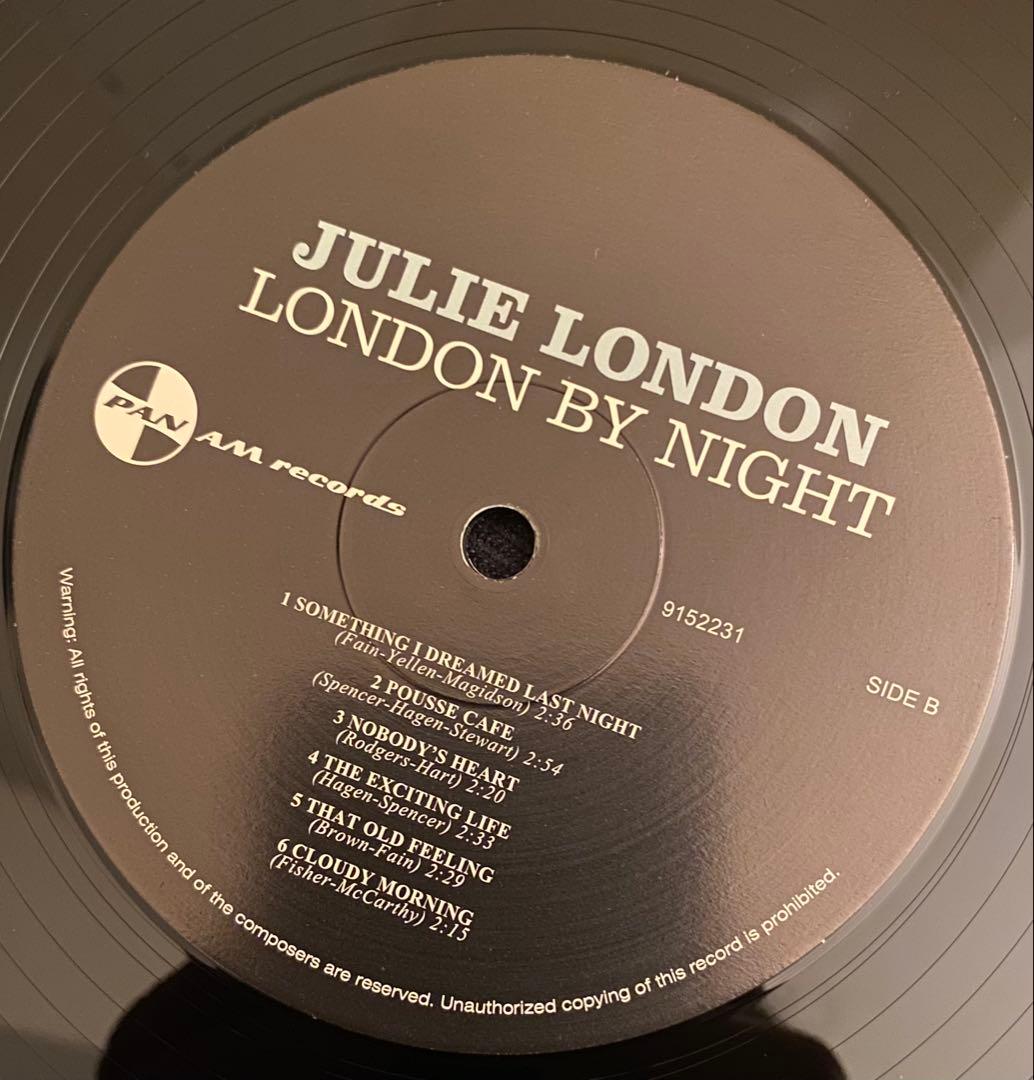 JULIE LONDON
LONDON BY NIGHT
PAN AM records
9152231
SIDE B
1 SOMETHING I DREAMED LAST NIGHT
(Fain-Yellen-Magidson) 2:36
2 POUSSE CAFE
(Spencer-Hagen-Stewart) 2:54
3 NOBODY'S HEART
(Rodgers-Hart) 2:20
4 THE EXCITING LIFE
(Hagen-Spencer) 2:33
5 THAT OLD FEELING
(Brown-Fain) 2:29
6 CLOUDY MORNING
(Fisher-McCarthy) 2:15
Warning: All rights of this production and of the composers are reserved. Unauthorized copying of this record is prohibited.